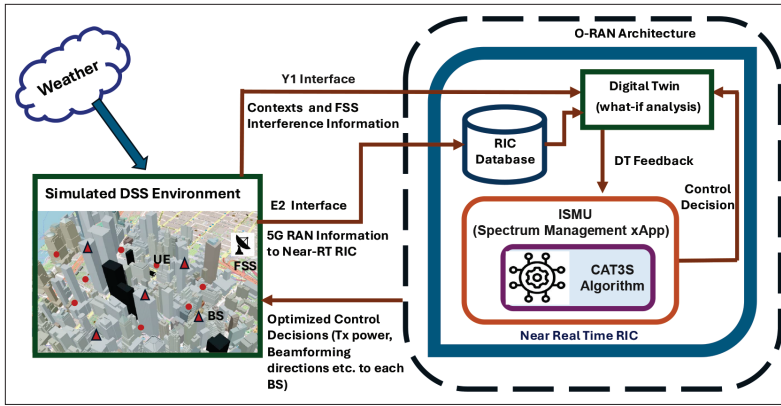 O-RAN Architecture
Weather
Y1 Interface
Contexts and FSS
Interference Information
Digital Twin
(what-if analysis)
RIC
Database
DT Feedback
Control
Decision
Simulated DSS Environment
E2 Interface
5G RAN Information
to Near-RT RIC
ISMU
(Spectrum Management xApp)
CAT3S
Algorithm
UE
FSS
BS
Optimized Control
Decisions (Tx power,
Beamforming
directions etc. to each
BS)
Near Real Time RIC